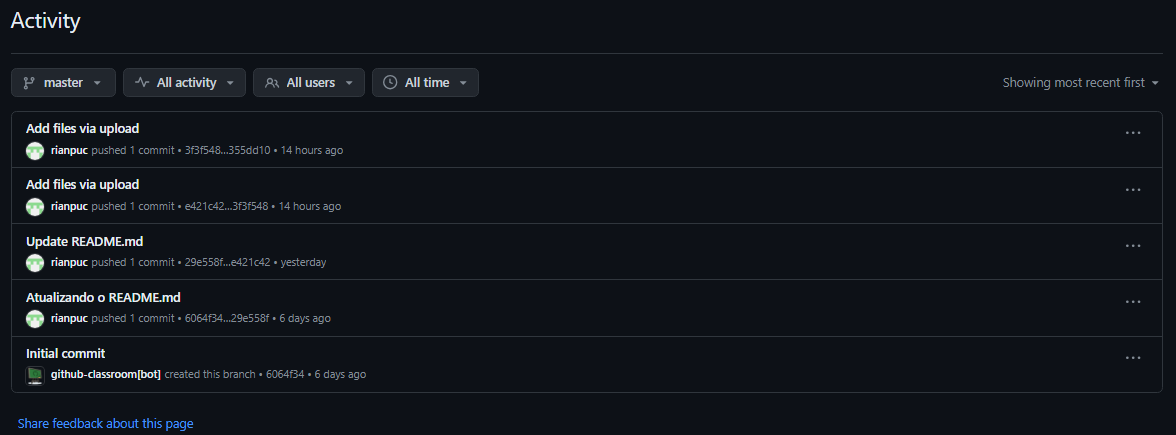 Activity
master All activity All users All time Showing most recent first
Add files via upload
rianpuc pushed 1 commit • 3f3f548...355dd10 • 14 hours ago
Add files via upload
rianpuc pushed 1 commit • e421c42...3f3f548 • 14 hours ago
Update README.md
rianpuc pushed 1 commit • 29e558f...e421c42 • yesterday
Atualizando o README.md
rianpuc pushed 1 commit • 6064f34...29e558f • 6 days ago
Initial commit
github-classroom[bot] created this branch • 6064f34 • 6 days ago
Share feedback about this page